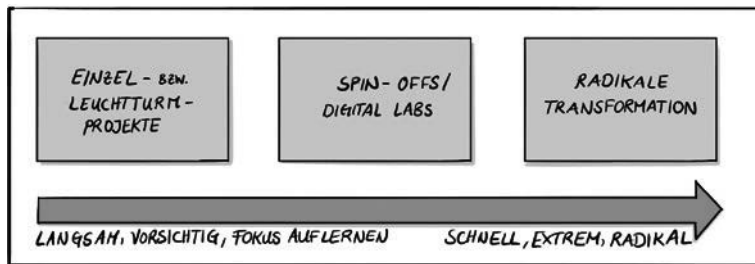 EINZEL- BZW.
LEUCHTTURM-
PROJEKTE
SPIN-OFFS/
DIGITAL LABS
RADIKALE
TRANSFORMATION
LANGSAM, VORSICHTIG, FOKUS AUF LERNEN
SCHNELL, EXTREM, RADIKAL